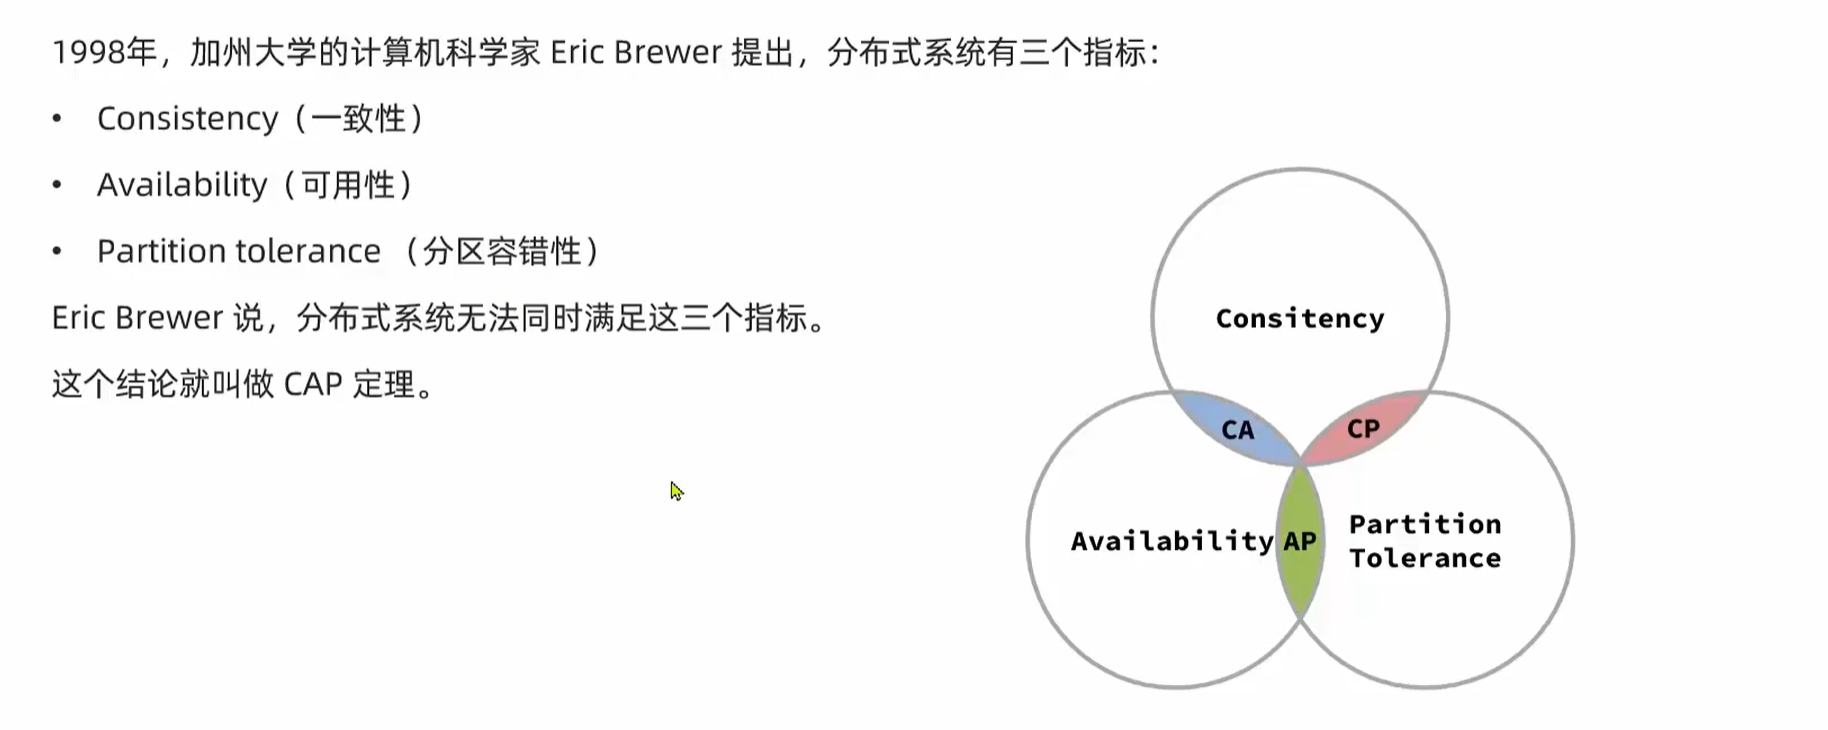 1998年，加州大学的计算机科学家 Eric Brewer 提出，分布式系统有三个指标：
• Consistency（一致性）
• Availability（可用性）
• Partition tolerance （分区容错性）
Eric Brewer 说，分布式系统无法同时满足这三个指标。
这个结论就叫做 CAP 定理。
Consitency
CA
CP
Availability
AP
Partition
Tolerance